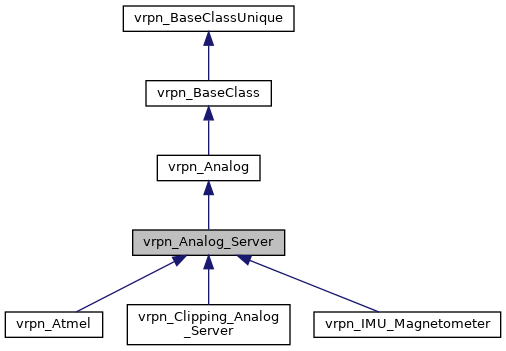 vrpn_BaseClassUnique
vrpn_BaseClass
vrpn_Analog
vrpn_Analog_Server
vrpn_Atmel
vrpn_Clipping_Analog
_Server
vrpn_IMU_Magnetometer